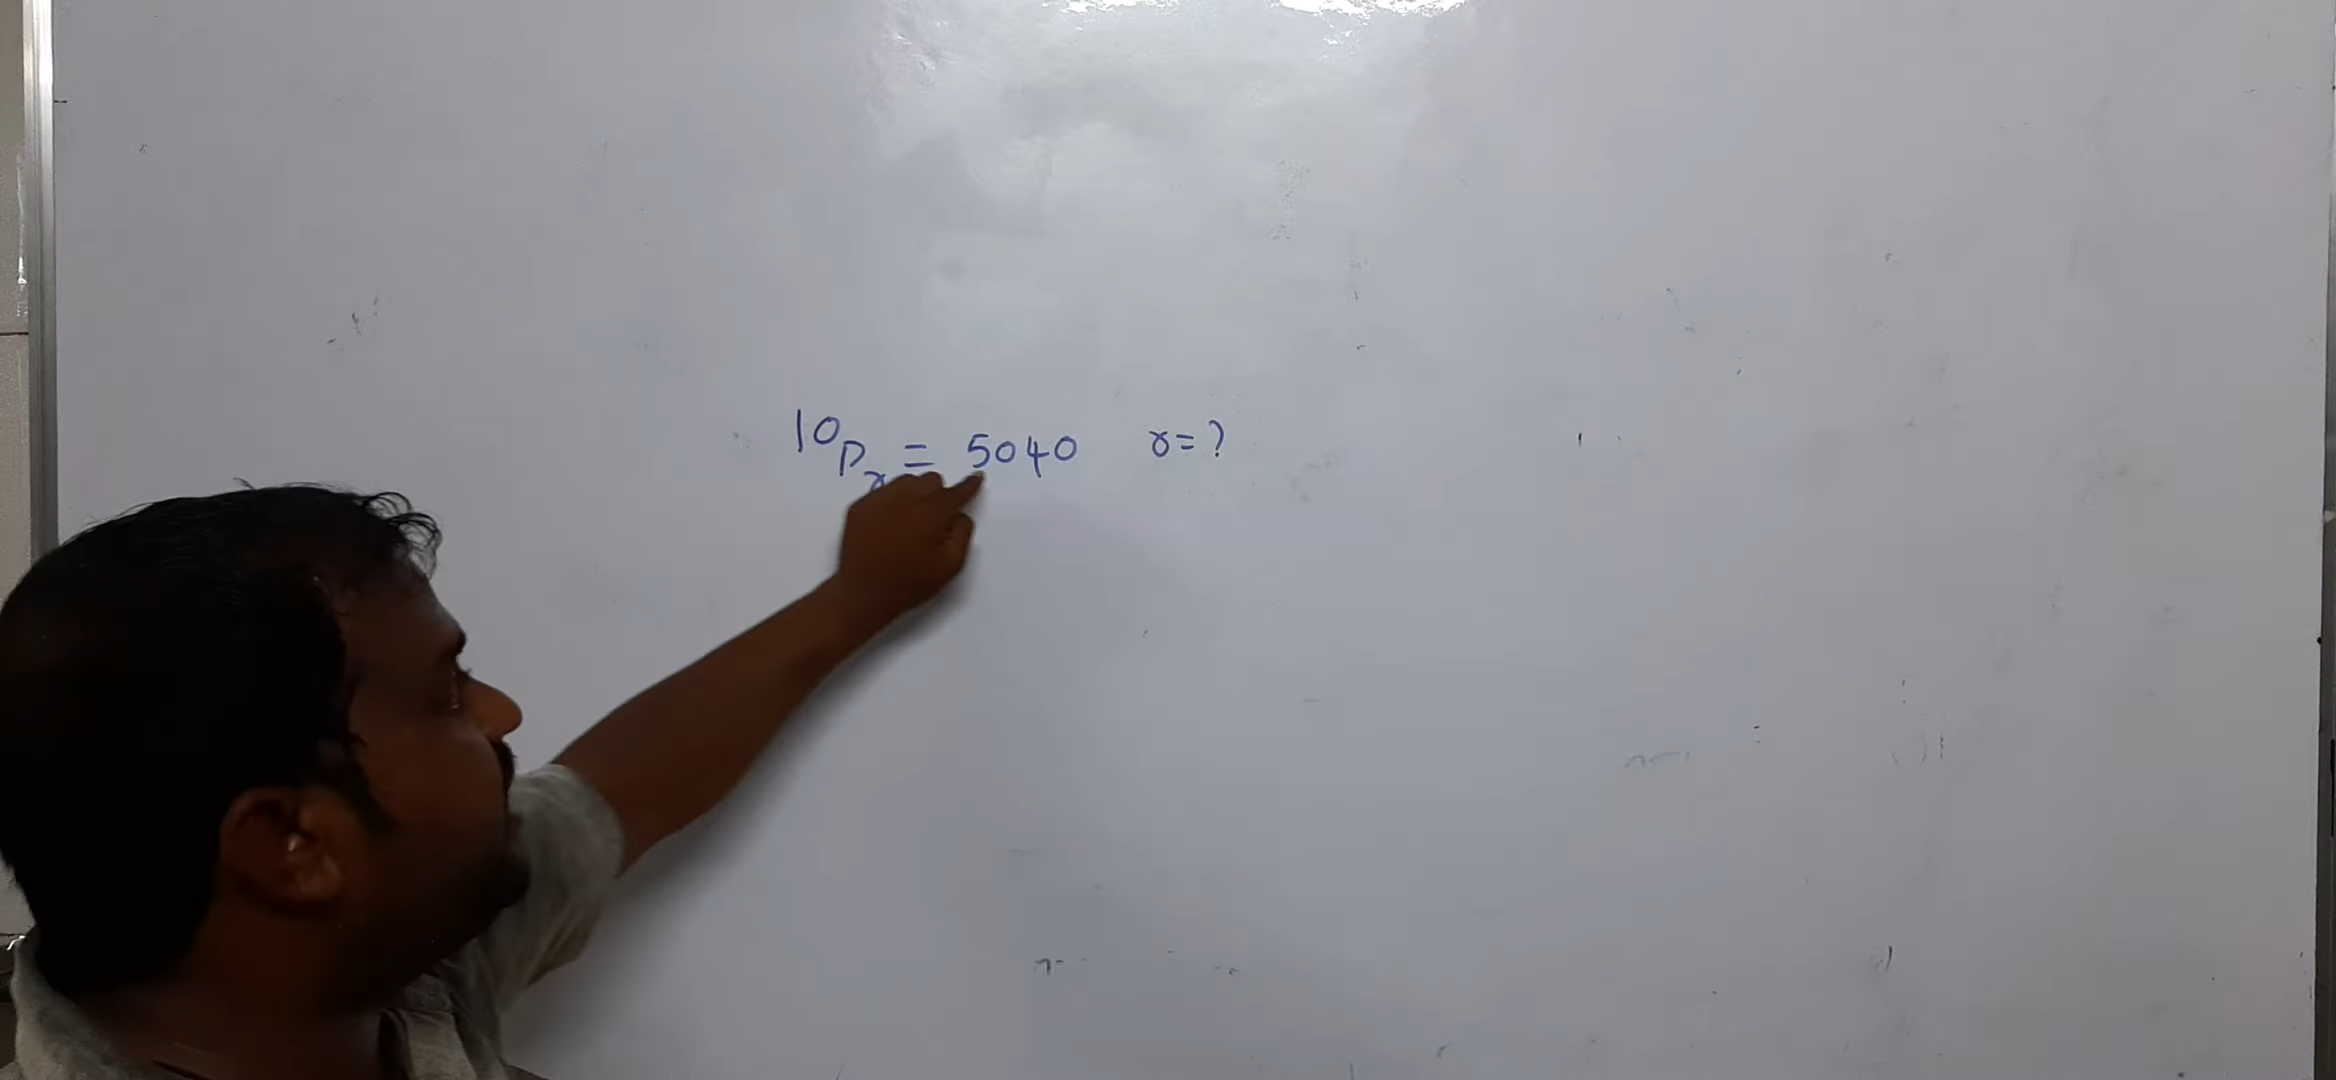 10Pr = 5040 r = ?